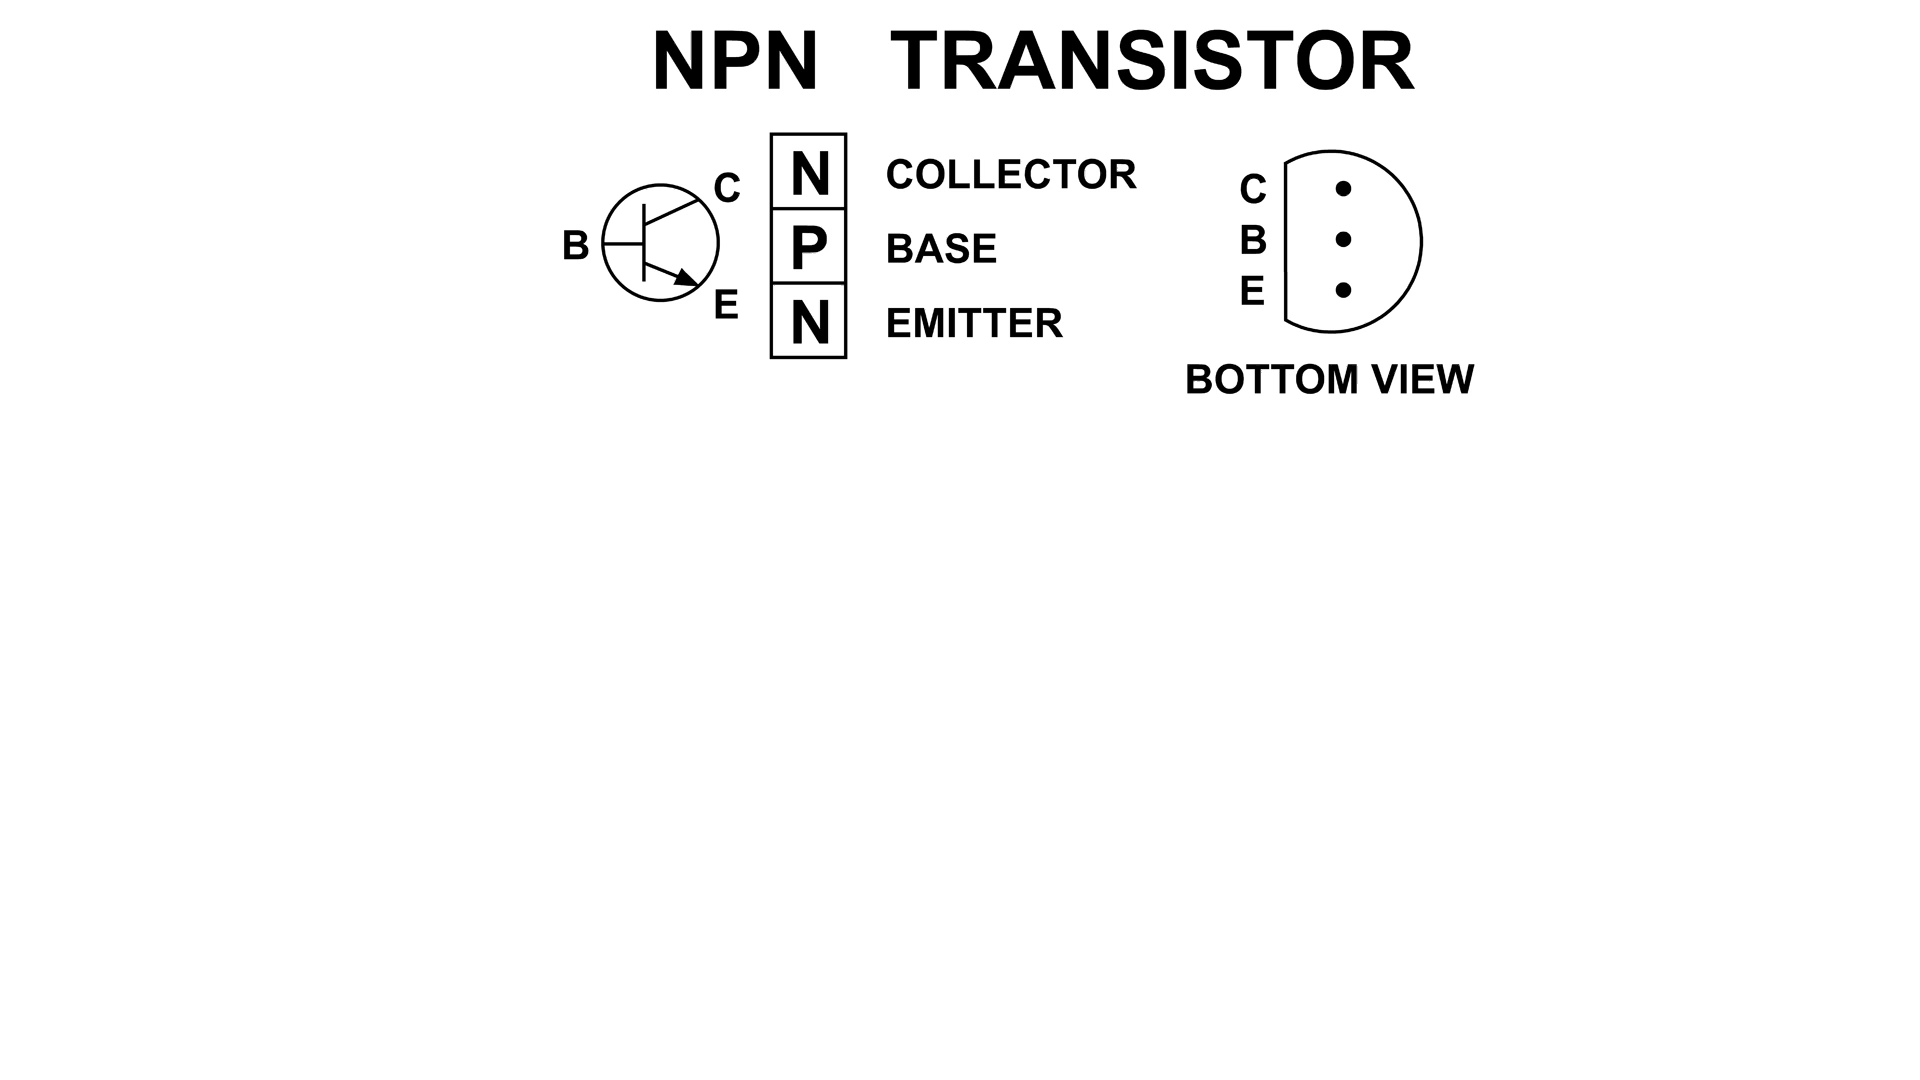 NPN TRANSISTOR
B
C
E
N
P
N
COLLECTOR
BASE
EMITTER
C
B
E
BOTTOM VIEW